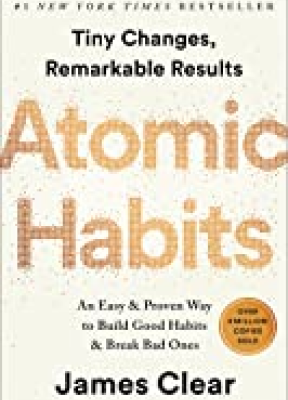 #1 NEW YORK TIMES BESTSELLER
Tiny Changes,
Remarkable Results
Atomic
Habits
An Easy & Proven Way
to Build Good Habits
& Break Bad Ones
OVER
MILLION
COPIES
SOLD
James Clear